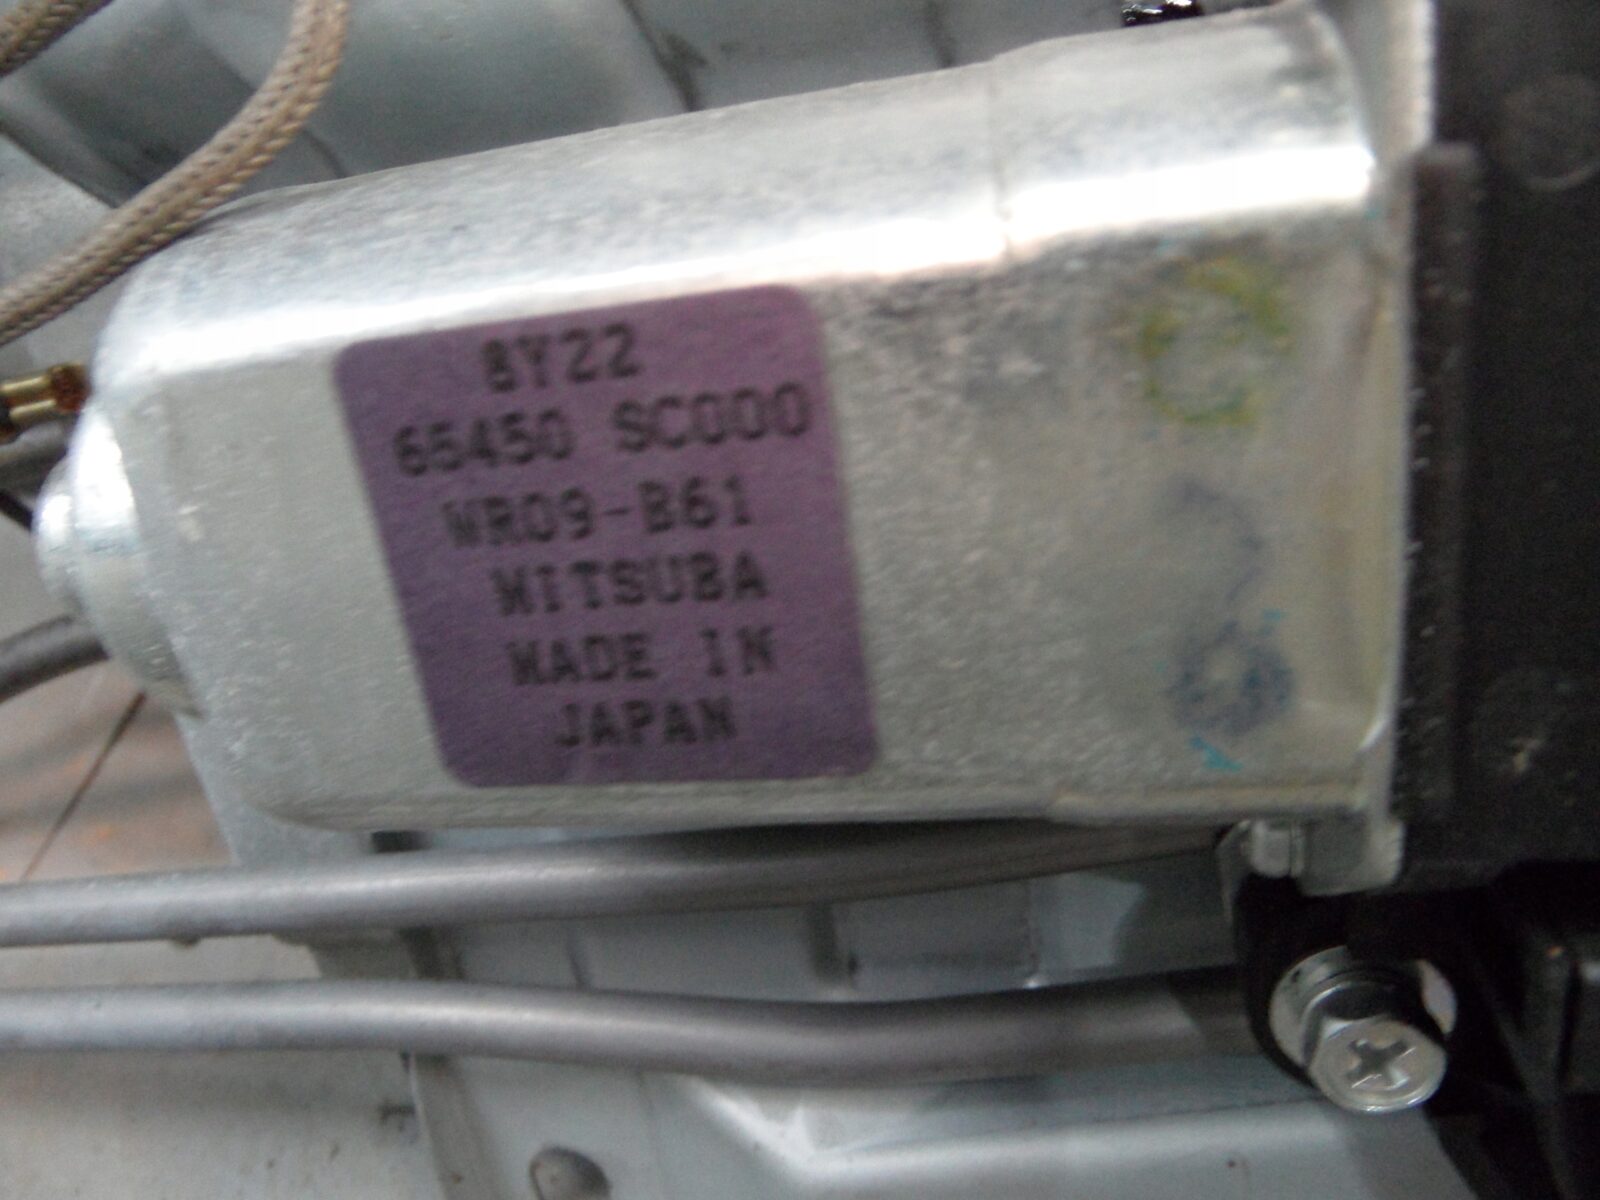 8Y22
65450 SC000
WR09-B61
MITSUBA
MADE IN
JAPAN